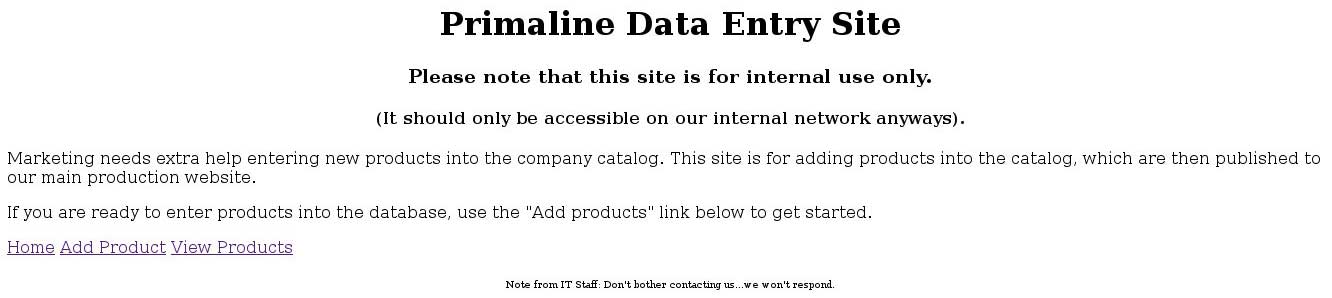 Primaline Data Entry Site
Please note that this site is for internal use only.
(It should only be accessible on our internal network anyways).
Marketing needs extra help entering new products into the company catalog. This site is for adding products into the catalog, which are then published to
our main production website.
If you are ready to enter products into the database, use the "Add products" link below to get started.
Home Add Product View Products
Note from IT Staff: Don't bother contacting us...we won't respond.